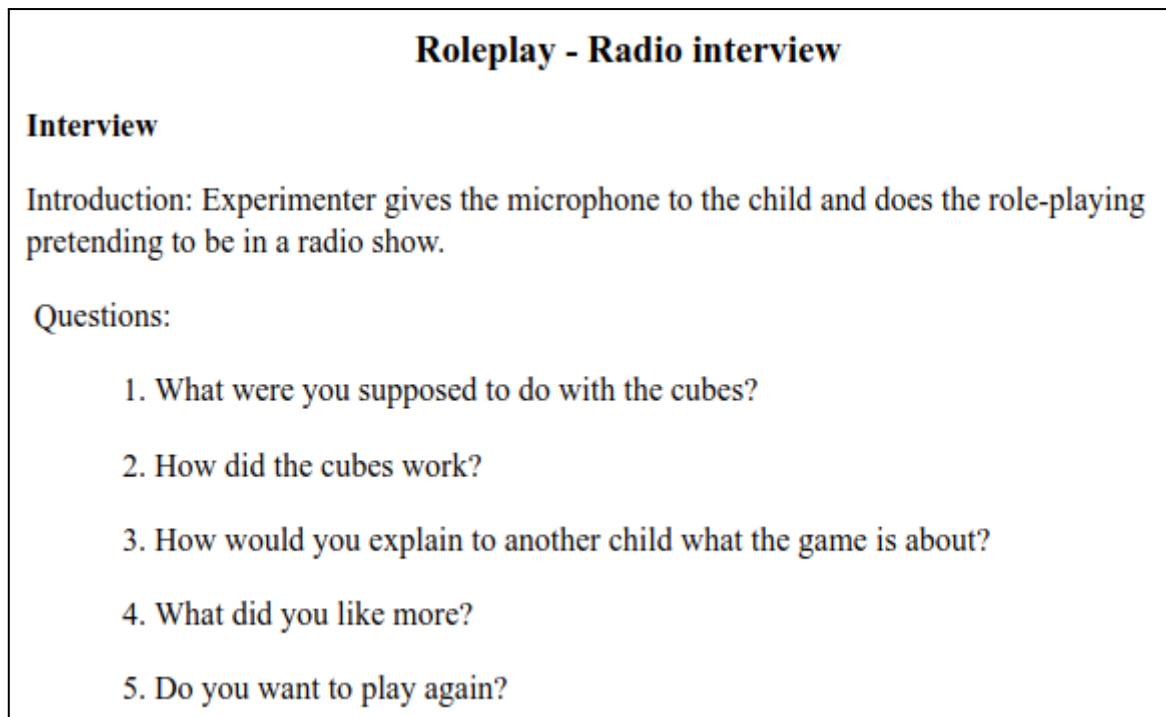 Roleplay - Radio interview
Interview
Introduction: Experimenter gives the microphone to the child and does the role-playing
pretending to be in a radio show.
Questions:
1. What were you supposed to do with the cubes?
2. How did the cubes work?
3. How would you explain to another child what the game is about?
4. What did you like more?
5. Do you want to play again?